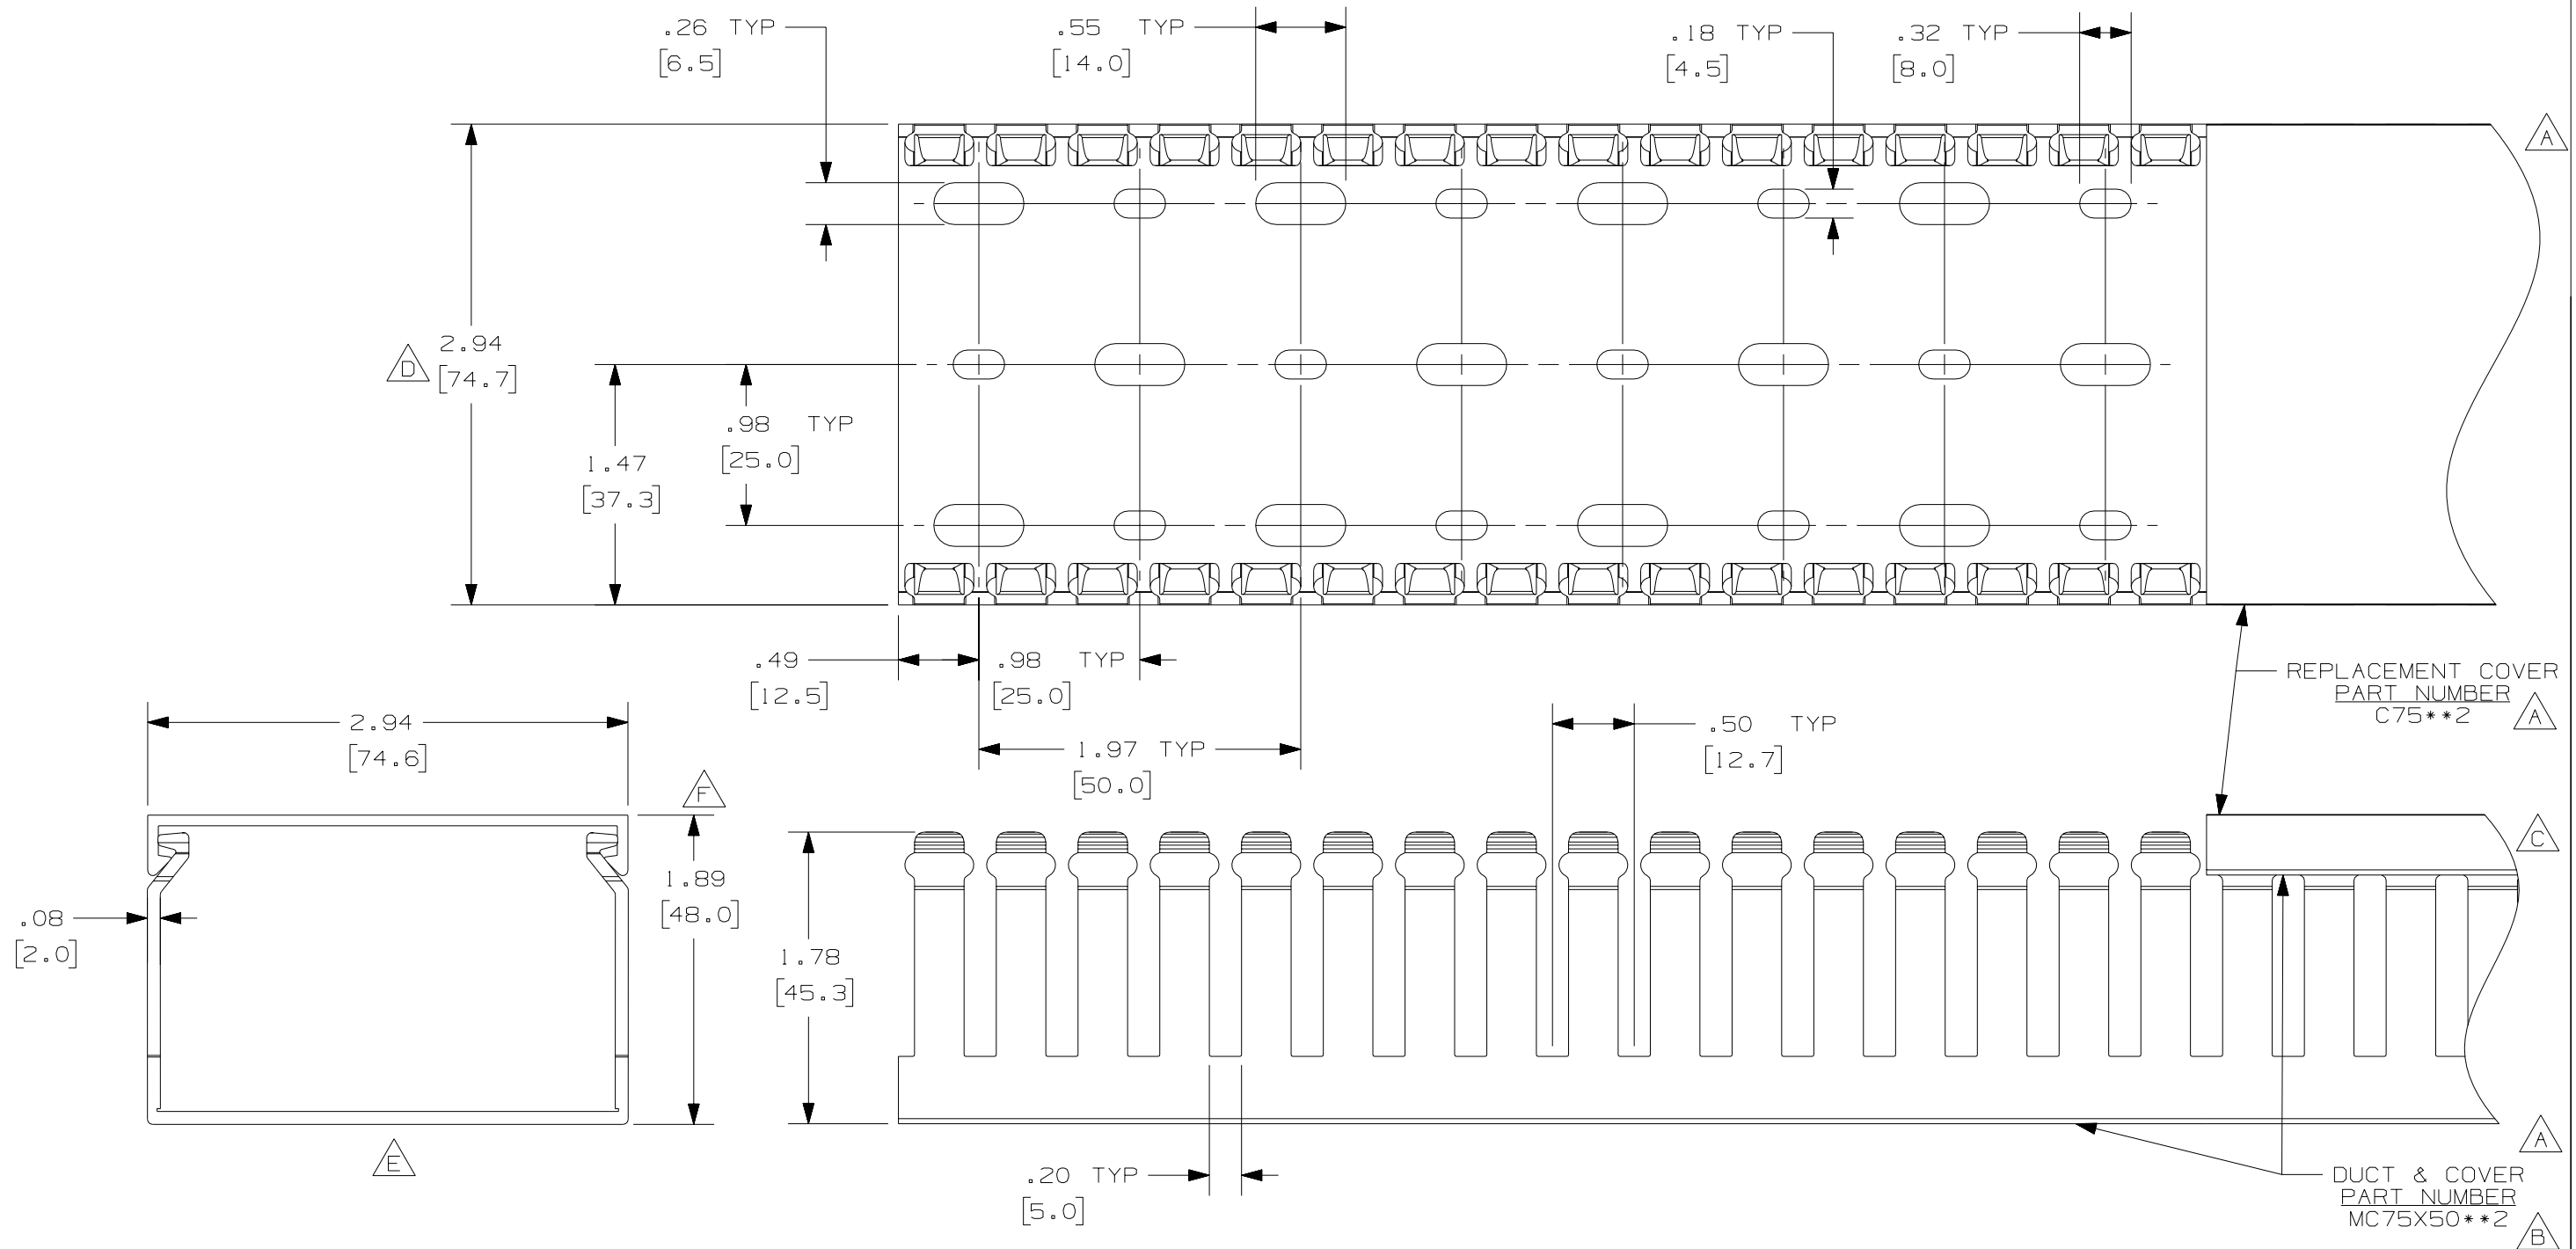 .26 TYP
[6.5]
.55 TYP
[14.0]
.18 TYP
[4.5]
.32 TYP
[8.0]
A
D
2.94
[74.7]
.98 TYP
[25.0]
1.47
[37.3]
.49
[12.5]
.98 TYP
[25.0]
1.97 TYP
[50.0]
.50 TYP
[12.7]
REPLACEMENT COVER
PART NUMBER
C75**2
A
2.94
[74.6]
F
1.89
[48.0]
.08
[2.0]
E
1.78
[45.3]
.20 TYP
[5.0]
C
A
DUCT & COVER
PART NUMBER
MC75X50**2
B